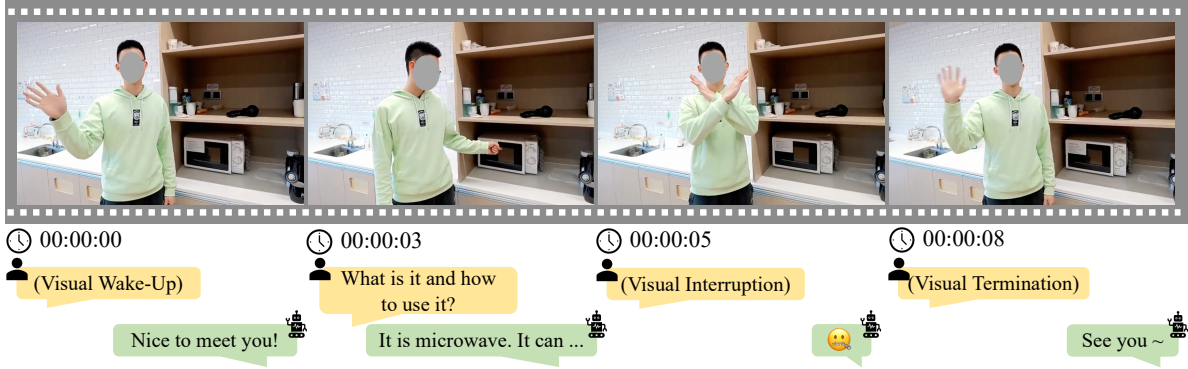 00:00:00
(Visual Wake-Up)
Nice to meet you!
00:00:03
What is it and how
to use it?
It is microwave. It can ...
00:00:05
(Visual Interruption)
00:00:08
(Visual Termination)
See you ~